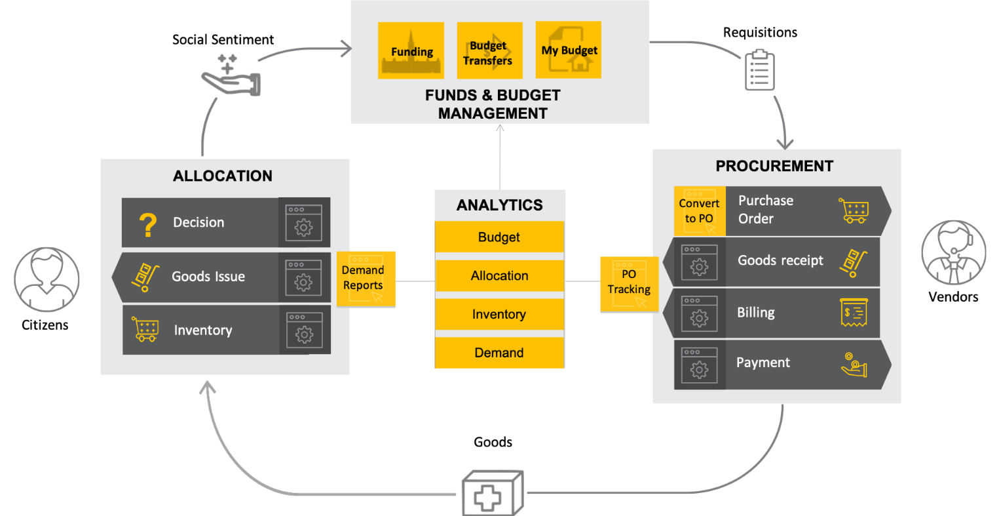 Social Sentiment
Requisitions
Funding
Budget
Transfers
My Budget
FUNDS & BUDGET
MANAGEMENT
ALLOCATION
Decision
Goods Issue
Inventory
Demand
Reports
ANALYTICS
Budget
Allocation
Inventory
Demand
PO
Tracking
PROCUREMENT
Convert
to PO
Purchase
Order
Goods receipt
Billing
Payment
Citizens
Vendors
Goods